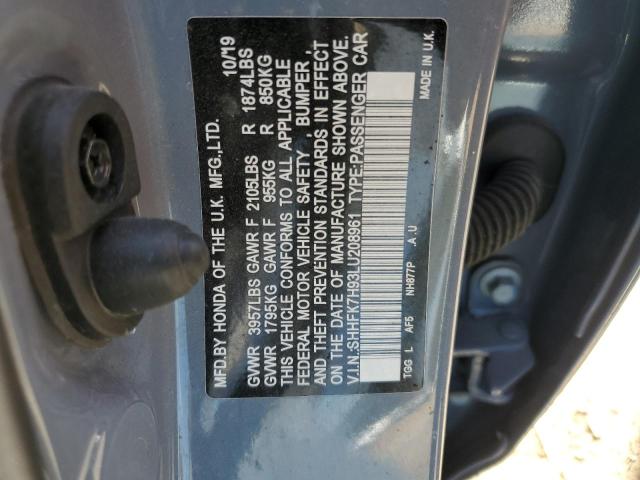 MFD.BY HONDA OF THE U.K. MFG.,LTD. 10/19
GVWR 3957LBS GAWR F 2105LBS R 1874LBS
GVWR 1795KG GAWR F 955KG R 850KG
THIS VEHICLE CONFORMS TO ALL APPLICABLE
FEDERAL MOTOR VEHICLE SAFETY , BUMPER ,
AND THEFT PREVENTION STANDARDS IN EFFECT
ON THE DATE OF MANUFACTURE SHOWN ABOVE.
V.I.N:SHHFK7H93LU208961 TYPE:PASSENGER CAR
TGG L AF5 NH877P .A.U MADE IN U.K.